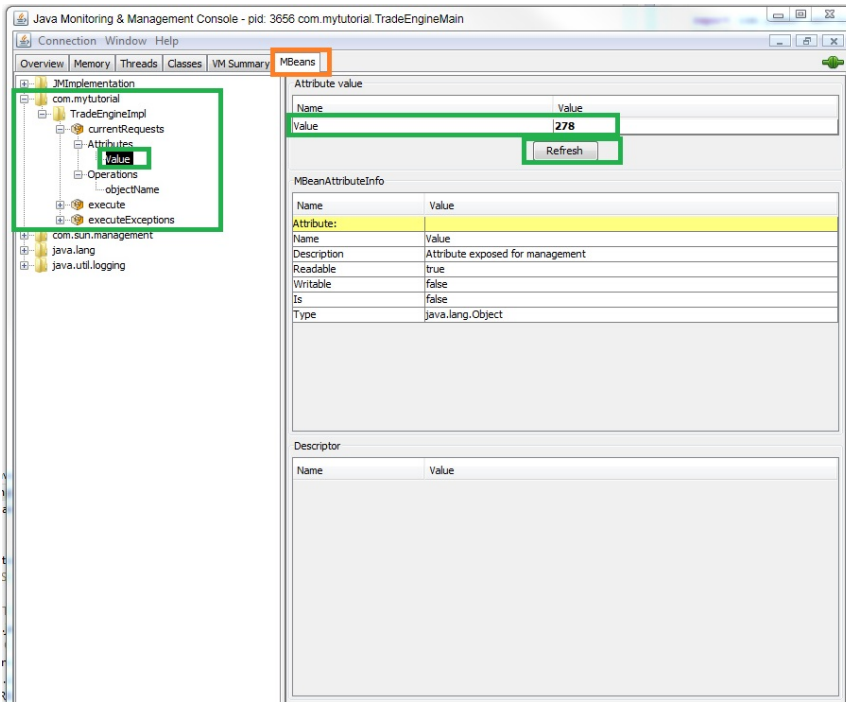 Java Monitoring & Management Console - pid: 3656 com.mytutorial.TradeEngineMain
Connection Window Help
Overview Memory Threads Classes VM Summary MBeans
JMImplementation
com.mytutorial
TradeEngineImpl
currentRequests
Attributes
Value
Operations
objectName
execute
executeExceptions
com.sun.management
java.lang
java.util.logging
Attribute value
Name Value
Value 278
Refresh
MBeanAttributeInfo
Name Value
Attribute:
Name Value
Description Attribute exposed for management
Readable true
Writable false
Is false
Type java.lang.Object
Descriptor
Name Value